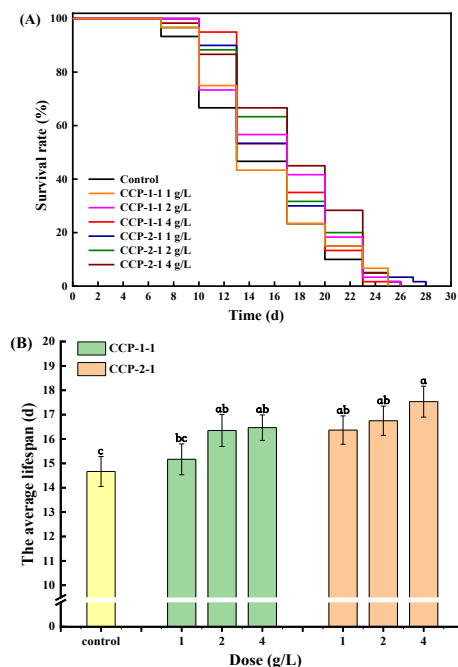 (A)
100
80
60
40
20
0
Survival rate (%)
Control
CCP-1-1 1 g/L
CCP-1-1 2 g/L
CCP-1-1 4 g/L
CCP-2-1 1 g/L
CCP-2-1 2 g/L
CCP-2-1 4 g/L
0 2 4 6 8 10 12 14 16 18 20 22 24 26 28 30
Time (d)
(B)
CCP-1-1
CCP-2-1
20
19
18
17
16
15
14
13
12
11
10
0
The average lifespan (d)
c bc ab ab ab ab a
control 1 2 4 1 2 4
Dose (g/L)